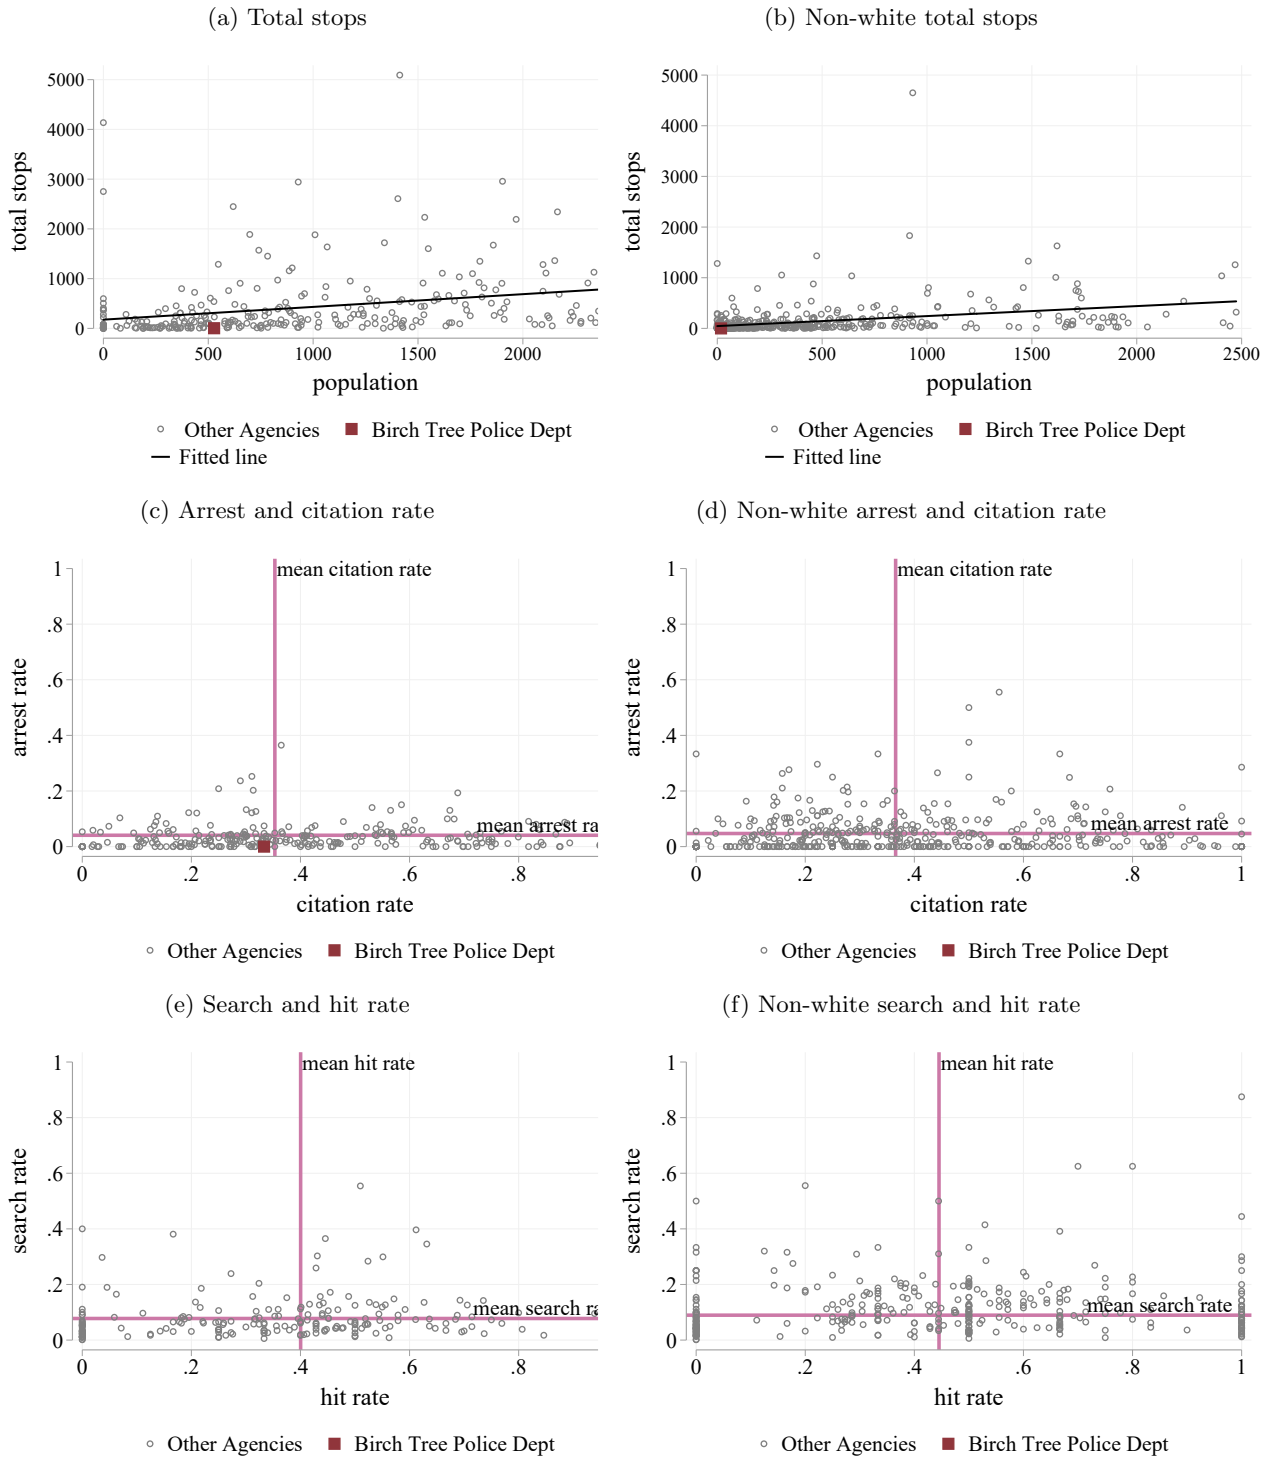 (a) Total stops
(b) Non-white total stops
5000
4000
3000
2000
1000
0
total stops
0 500 1000 1500 2000
population
Other Agencies Birch Tree Police Dept
Fitted line
5000
4000
3000
2000
1000
0
total stops
0 500 1000 1500 2000 2500
population
Other Agencies Birch Tree Police Dept
Fitted line
(c) Arrest and citation rate
(d) Non-white arrest and citation rate
1
.8
.6
.4
.2
0
arrest rate
mean citation rate
mean arrest ra
0 .2 .4 .6 .8
citation rate
Other Agencies Birch Tree Police Dept
1
.8
.6
.4
.2
0
arrest rate
mean citation rate
mean arrest rate
0 .2 .4 .6 .8 1
citation rate
Other Agencies Birch Tree Police Dept
(e) Search and hit rate
(f) Non-white search and hit rate
1
.8
.6
.4
.2
0
search rate
mean hit rate
mean search ra
0 .2 .4 .6 .8
hit rate
Other Agencies Birch Tree Police Dept
1
.8
.6
.4
.2
0
search rate
mean hit rate
mean search rate
0 .2 .4 .6 .8 1
hit rate
Other Agencies Birch Tree Police Dept